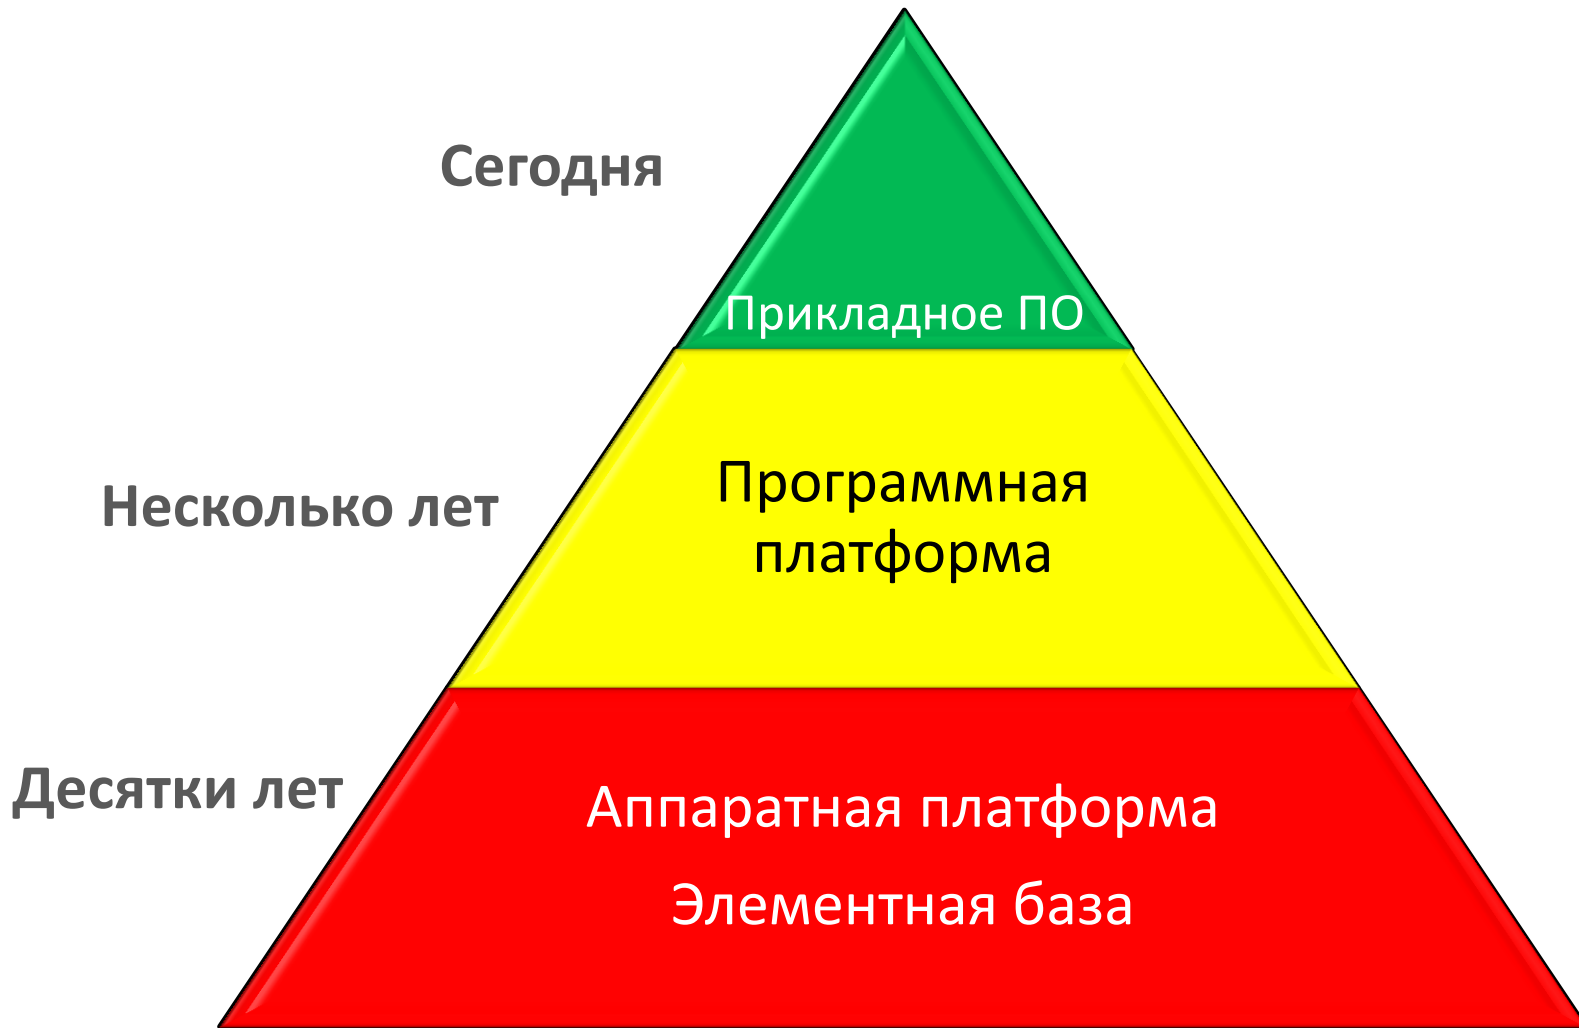 Сегодня
Прикладное ПО
Несколько лет
Программная
платформа
Десятки лет
Аппаратная платформа
Элементная база